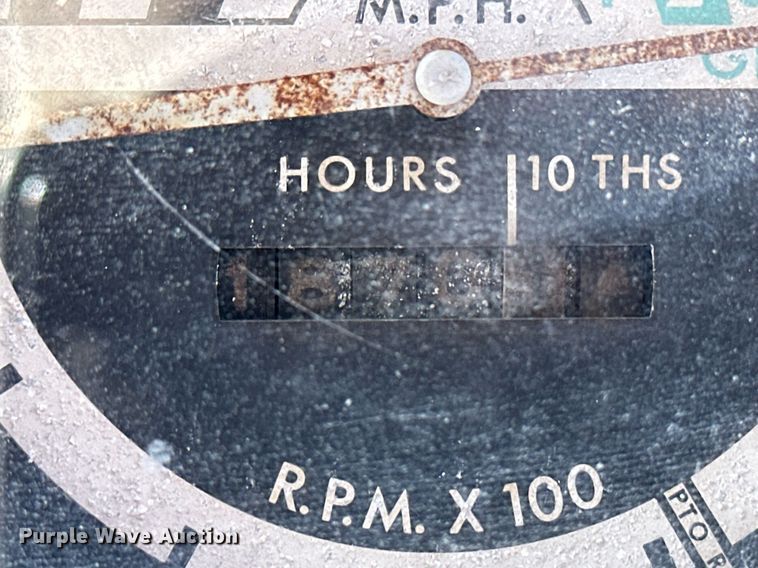 M.P.H.
HOURS 10 THS
R.P.M. X 100
PTO R
Purple Wave Auction